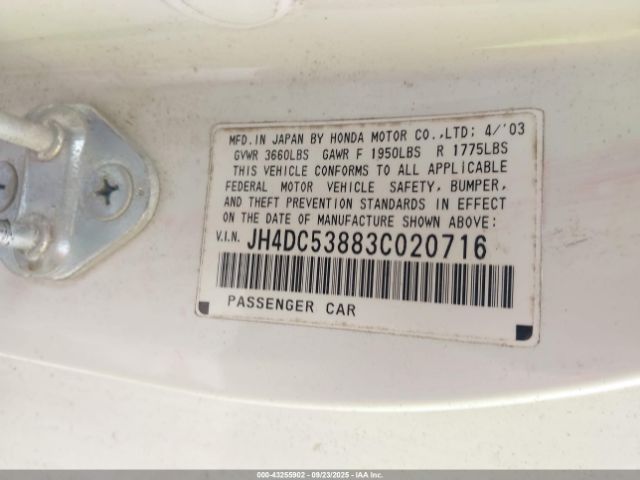 MFD.IN JAPAN BY HONDA MOTOR CO.,LTD; 4/'03
GVWR 3660LBS GAWR F 1950LBS R 1775LBS
THIS VEHICLE CONFORMS TO ALL APPLICABLE
FEDERAL MOTOR VEHICLE SAFETY, BUMPER,
AND THEFT PREVENTION STANDARDS IN EFFECT
ON THE DATE OF MANUFACTURE SHOWN ABOVE:
V.I.N. JH4DC53883C020716
PASSENGER CAR
000-43255902 - 09/23/2025 - IAAI.COM